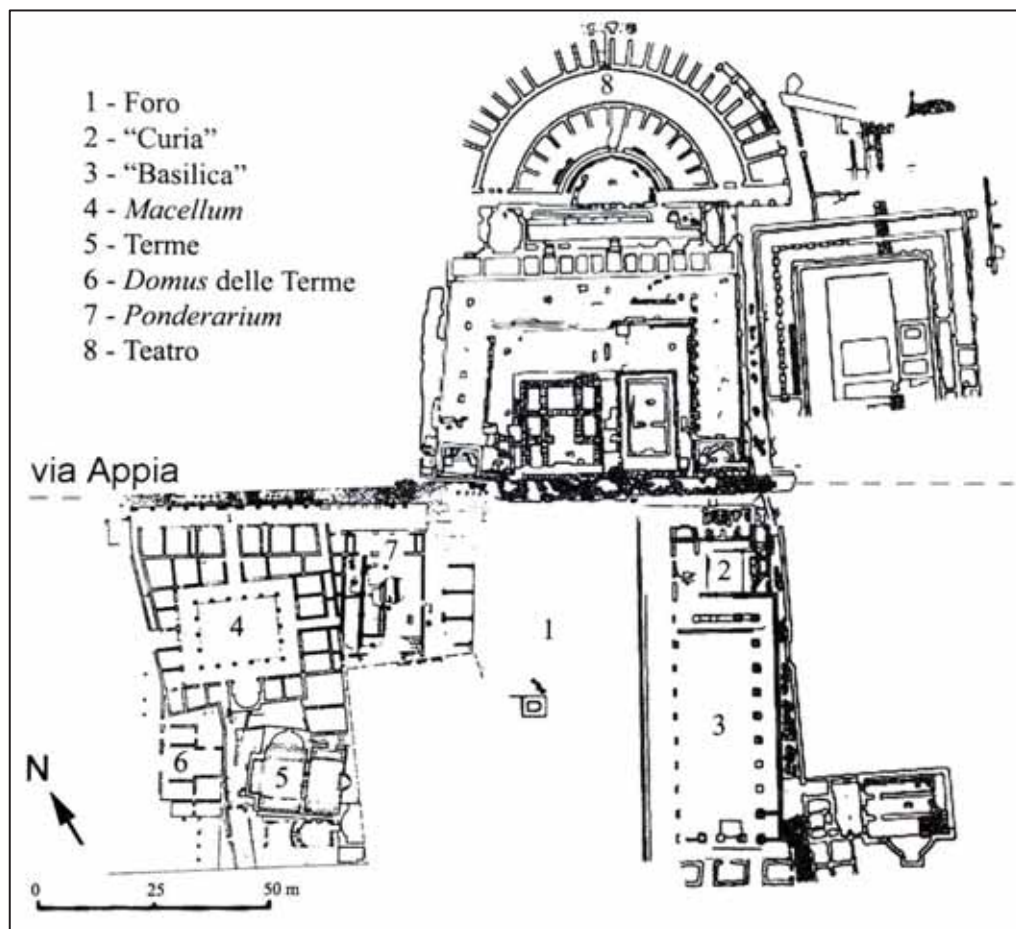 1 - Foro
2 - “Curia”
3 - “Basilica”
4 - Macellum
5 - Terme
6 - Domus delle Terme
7 - Ponderarium
8 - Teatro
8
via Appia
7
2
4
1
3
6
5
N
0 25 50 m